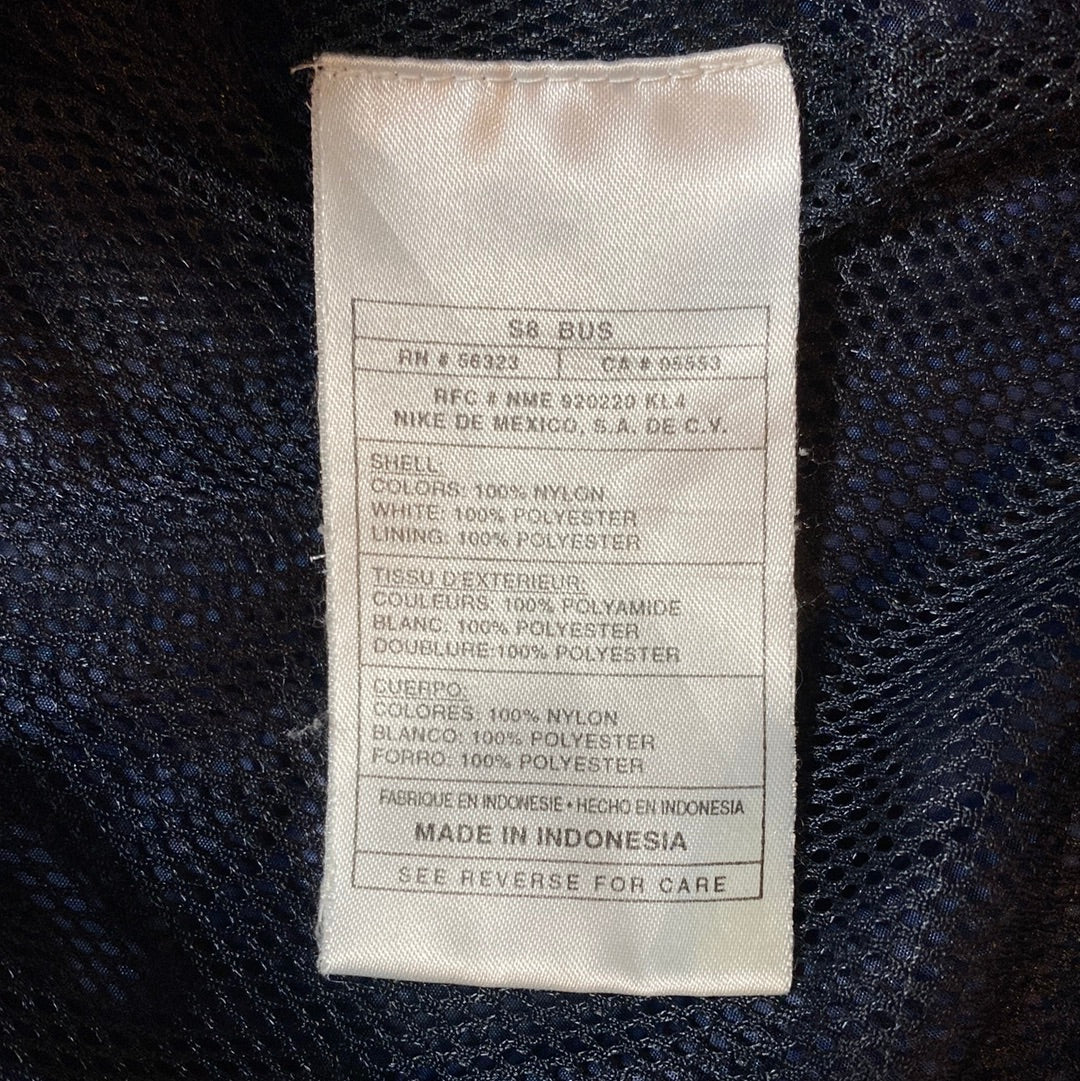 S8 BUS
RN # 56323 CA # 05553
RFC # NME 920220 KL4
NIKE DE MEXICO, S.A. DE C.V.
SHELL:
COLORS: 100% NYLON
WHITE: 100% POLYESTER
LINING: 100% POLYESTER
TISSU D'EXTERIEUR:
COULEURS: 100% POLYAMIDE
BLANC: 100% POLYESTER
DOUBLURE:100% POLYESTER
CUERPO:
COLORES: 100% NYLON
BLANCO: 100% POLYESTER
FORRO: 100% POLYESTER
FABRIQUE EN INDONESIE • HECHO EN INDONESIA
MADE IN INDONESIA
SEE REVERSE FOR CARE